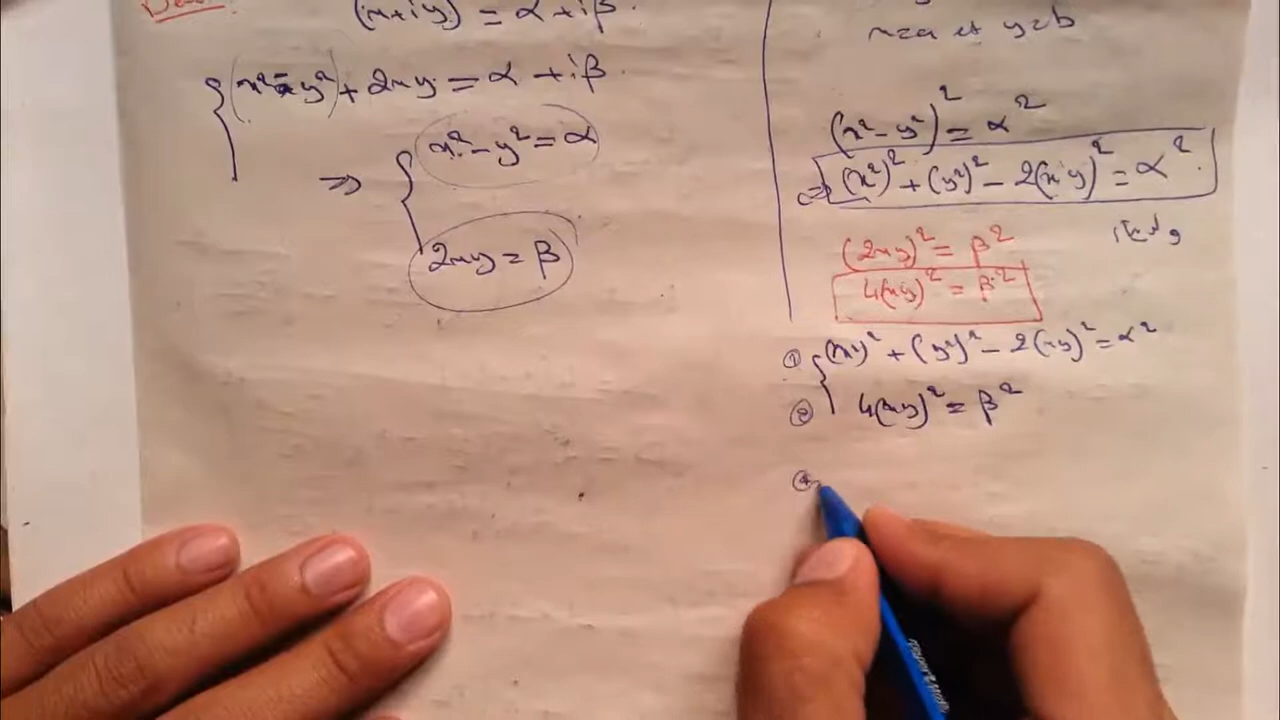 (x+iy) = α+iβ.
(x²-y²)+2xy = α+iβ.
⇒ { x²-y² = α
2xy = β
x=a et y=b
(x²-y²)² = α²
⇔ (x²)²+(y²)²-2(xy)² = α².
(2xy)² = β²
4(xy)² = β²
① { (xy)²+(y²)²-2(xy)² = α²
② 4(xy)² = β²